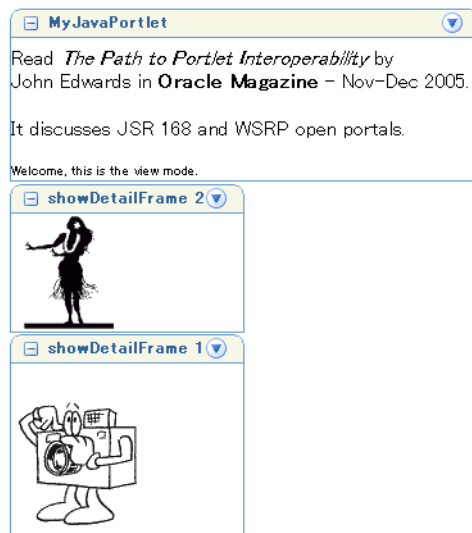 MyJavaPortlet
Read The Path to Portlet Interoperability by
John Edwards in Oracle Magazine – Nov-Dec 2005.
It discusses JSR 168 and WSRP open portals.
Welcome, this is the view mode.
showDetailFrame 2
showDetailFrame 1